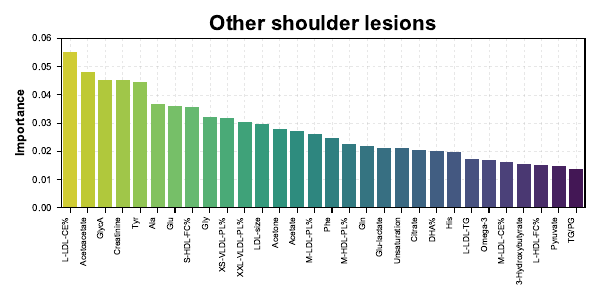 Other shoulder lesions
Importance
0.06
0.05
0.04
0.03
0.02
0.01
0.00
L-LDL-CE%
Acetoacetate
GlycA
Creatinine
Tyr
Ala
Glu
S-HDL-FC%
Gly
XS-VLDL-PL%
XXL-VLDL-PL%
LDL-size
Acetone
Acetate
M-LDL-PL%
Phe
M-HDL-PL%
Gln
Glu-lactate
Unsaturation
Citrate
DHA%
His
L-LDL-TG
Omega-3
M-LDL-CE%
3-Hydroxybutyrate
L-HDL-FC%
Pyruvate
TG/PG